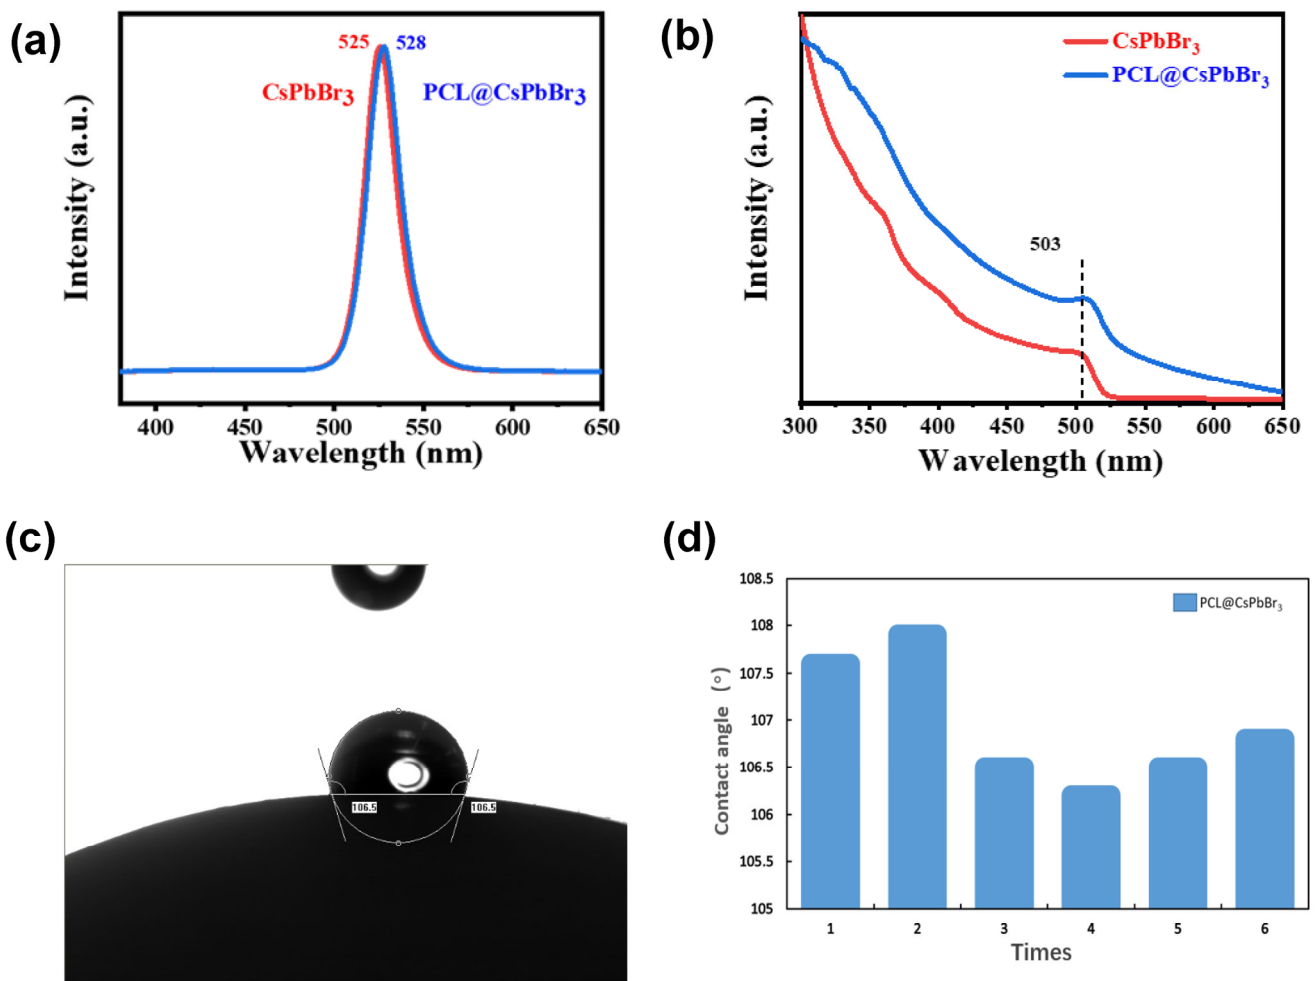 (a)
525 528
CsPbBr₃ PCL@CsPbBr₃
Intensity (a.u.)
400 450 500 550 600 650
Wavelength (nm)
(b)
CsPbBr₃
PCL@CsPbBr₃
503
Intensity (a.u.)
300 350 400 450 500 550 600 650
Wavelength (nm)
(c)
106.5 106.5
(d)
PCL@CsPbBr₃
Contact angle (°)
108.5
108
107.5
107
106.5
106
105.5
105
1 2 3 4 5 6
Times